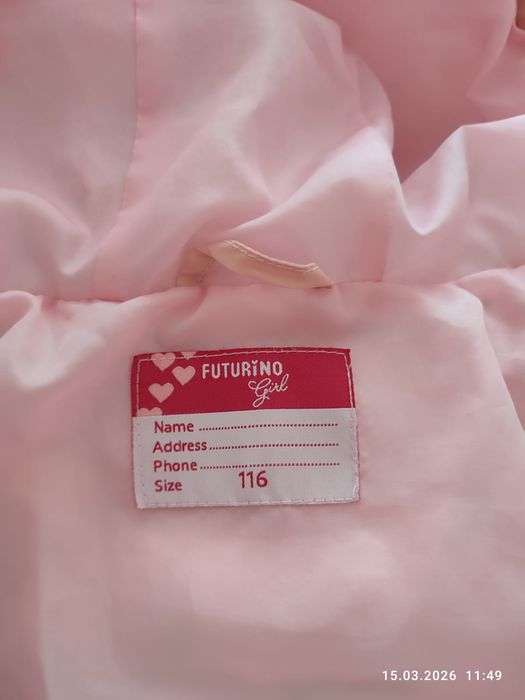 FUTURiNO
Girl
Name ........................................
Address ...................................
Phone ......................................
Size 116
15.03.2026 11:49